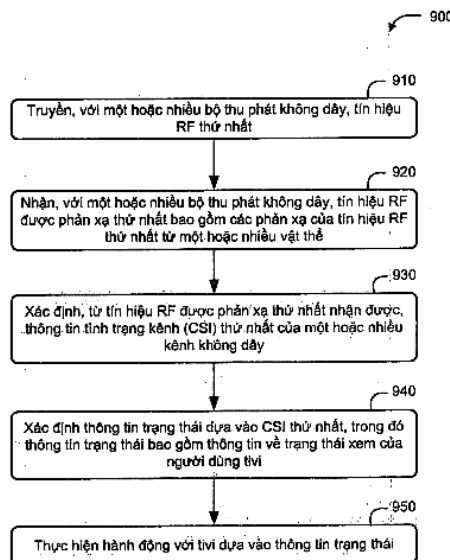 900
910
Truyền, với một hoặc nhiều bộ thu phát không dây, tín hiệu
RF thứ nhất
920
Nhận, với một hoặc nhiều bộ thu phát không dây, tín hiệu RF
được phản xạ thứ nhất bao gồm các phản xạ của tín hiệu RF
thứ nhất từ một hoặc nhiều vật thể
930
Xác định, từ tín hiệu RF được phản xạ thứ nhất nhận được,
thông tin tình trạng kênh (CSI) thứ nhất của một hoặc nhiều
kênh không dây
940
Xác định thông tin trạng thái dựa vào CSI thứ nhất, trong đó
thông tin trạng thái bao gồm thông tin về trạng thái xem của
người dùng tivi
950
Thực hiện hành động với tivi dựa vào thông tin trạng thái